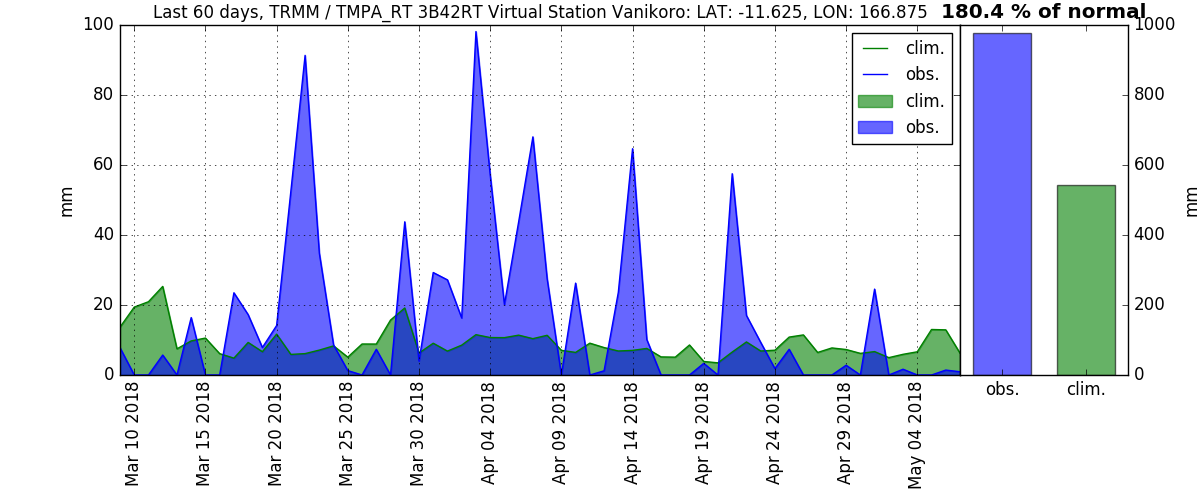 Last 60 days, TRMM / TMPA_RT 3B42RT Virtual Station Vanikoro: LAT: -11.625, LON: 166.875
180.4 % of normal
100
80
60
40
20
0
mm
clim.
obs.
clim.
obs.
1000
800
600
400
200
0
mm
obs.
clim.
Mar 10 2018
Mar 15 2018
Mar 20 2018
Mar 25 2018
Mar 30 2018
Apr 04 2018
Apr 09 2018
Apr 14 2018
Apr 19 2018
Apr 24 2018
Apr 29 2018
May 04 2018